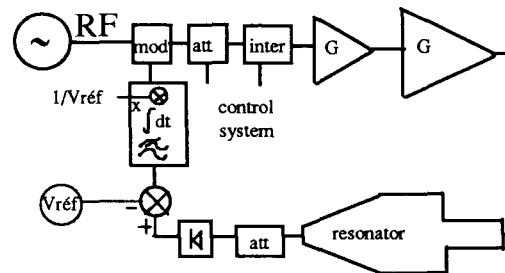 ~
RF
mod
att
inter
G
G
1/Vréf
x
∫dt
control
system
Vréf
−
+
att
resonator